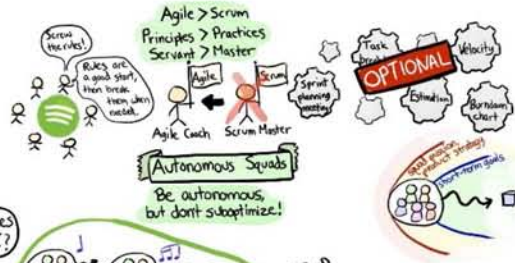 Agile > Scrum
Principles > Practices
Servant > Master
Screw
the rules!
Rules are
a good start,
then break
them when
needed.
Agile
Scrum
Agile Coach
Scrum Master
Sprint
planning
meeting
Task
OPTIONAL
Velocity
Estimation
Burndown
chart
Autonomous Squads
Be autonomous,
but don't suboptimize!
squad mission,
product strategy
short-term goals